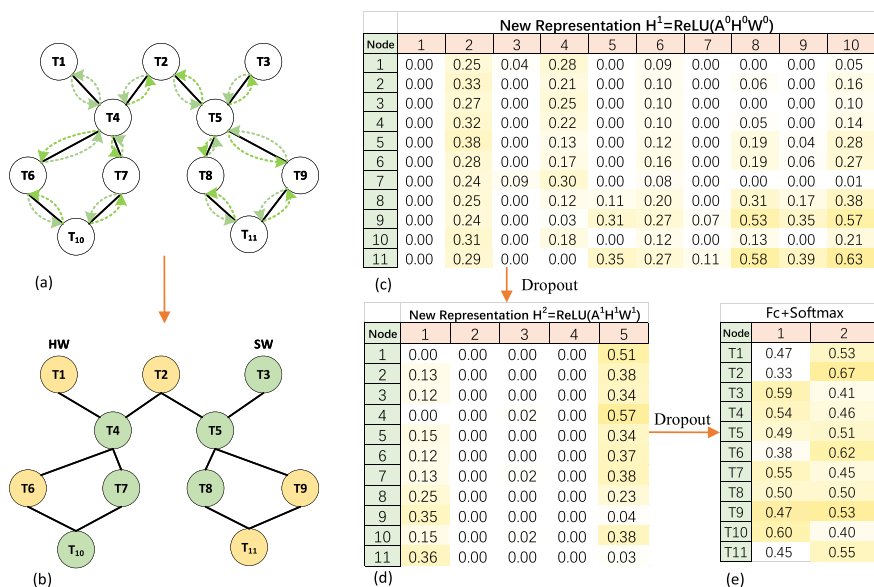 T1 T2 T3
T4 T5
T6 T7 T8 T9
T10 T11
(a)
HW SW
T1 T2 T3
T4 T5
T6 T7 T8 T9
T10 T11
(b)
New Representation H¹=ReLU(A⁰H⁰W⁰)
Node 1 2 3 4 5 6 7 8 9 10
1 0.00 0.25 0.04 0.28 0.00 0.09 0.00 0.00 0.00 0.05
2 0.00 0.33 0.00 0.21 0.00 0.10 0.00 0.06 0.00 0.16
3 0.00 0.27 0.00 0.25 0.00 0.10 0.00 0.00 0.00 0.10
4 0.00 0.32 0.00 0.22 0.00 0.10 0.00 0.05 0.00 0.14
5 0.00 0.38 0.00 0.13 0.00 0.12 0.00 0.19 0.04 0.28
6 0.00 0.28 0.00 0.17 0.00 0.16 0.00 0.19 0.06 0.27
7 0.00 0.24 0.09 0.30 0.00 0.08 0.00 0.00 0.00 0.01
8 0.00 0.25 0.00 0.12 0.11 0.20 0.00 0.31 0.17 0.38
9 0.00 0.24 0.00 0.03 0.31 0.27 0.07 0.53 0.35 0.57
10 0.00 0.31 0.00 0.18 0.00 0.12 0.00 0.13 0.00 0.21
11 0.00 0.29 0.00 0.00 0.35 0.27 0.11 0.58 0.39 0.63
(c)
Dropout
New Representation H²=ReLU(A¹H¹W¹)
Node 1 2 3 4 5
1 0.00 0.00 0.00 0.00 0.51
2 0.13 0.00 0.00 0.00 0.38
3 0.12 0.00 0.00 0.00 0.34
4 0.00 0.00 0.02 0.00 0.57
5 0.15 0.00 0.00 0.00 0.34
6 0.12 0.00 0.00 0.00 0.37
7 0.13 0.00 0.02 0.00 0.38
8 0.25 0.00 0.00 0.00 0.23
9 0.35 0.00 0.00 0.00 0.04
10 0.15 0.00 0.02 0.00 0.38
11 0.36 0.00 0.00 0.00 0.03
(d)
Dropout
Fc+Softmax
Node 1 2
T1 0.47 0.53
T2 0.33 0.67
T3 0.59 0.41
T4 0.54 0.46
T5 0.49 0.51
T6 0.38 0.62
T7 0.55 0.45
T8 0.50 0.50
T9 0.47 0.53
T10 0.60 0.40
T11 0.45 0.55
(e)